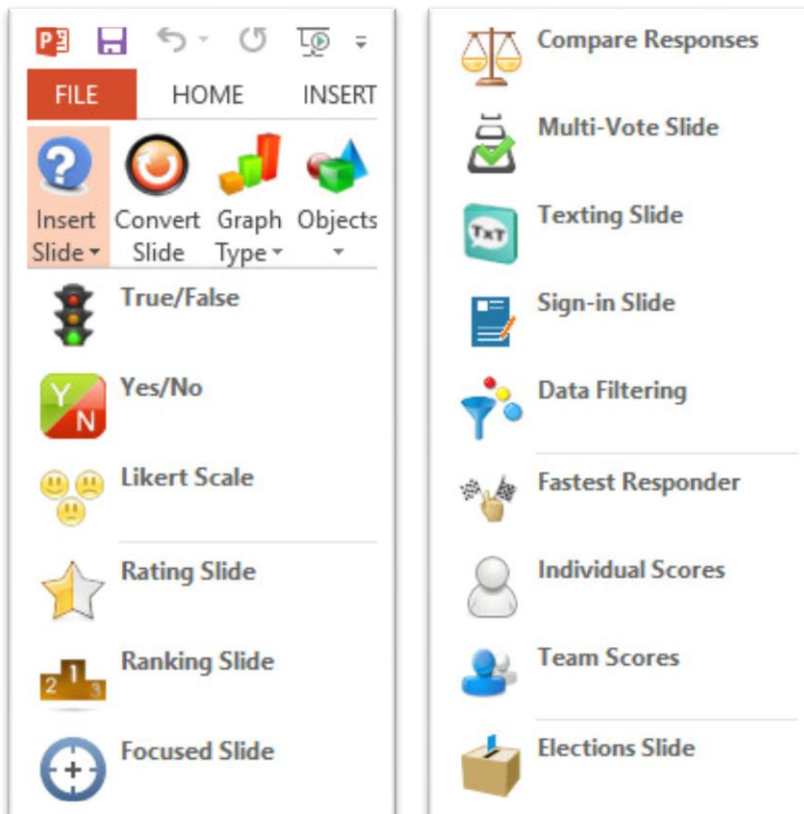 FILE HOME INSERT
Insert Slide
Convert Slide
Graph Type
Objects
True/False
Y N
Yes/No
Likert Scale
Rating Slide
2 1 3
Ranking Slide
Focused Slide
Compare Responses
Multi-Vote Slide
TxT
Texting Slide
Sign-in Slide
Data Filtering
Fastest Responder
Individual Scores
Team Scores
Elections Slide